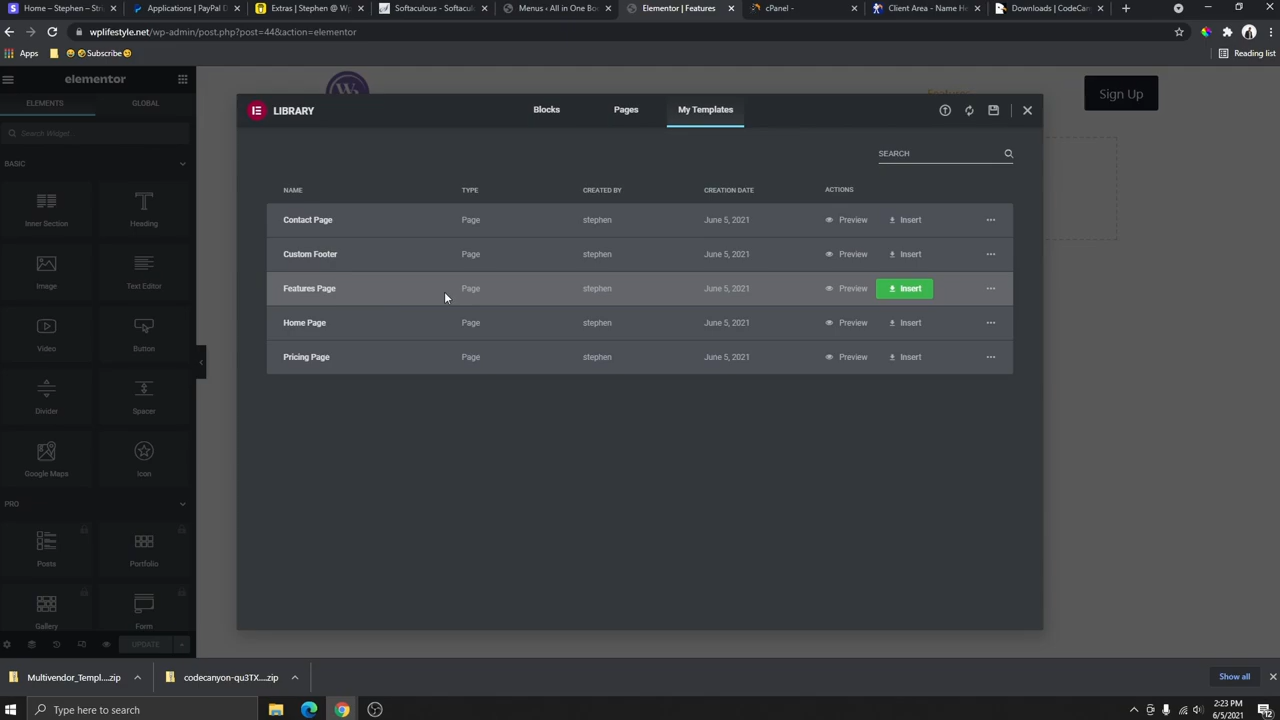 Home – Stephen | Strip
Applications | PayPal D
Extras | Stephen @ Wp
Softaculous - Softacul
Menus ‹ All in One Boo
Elementor | Features
cPanel -
Client Area - Name He
Downloads | CodeCan
wplifestyle.net/wp-admin/post.php?post=44&action=elementor
Apps
Subscribe
Reading list
elementor
ELEMENTS
GLOBAL
Search Widget...
BASIC
Inner Section
Heading
Image
Text Editor
Video
Button
Divider
Spacer
Google Maps
Icon
PRO
Posts
Portfolio
Gallery
Form
UPDATE
Features
Sign Up
LIBRARY
Blocks
Pages
My Templates
SEARCH
NAME TYPE CREATED BY CREATION DATE ACTIONS
Contact Page Page stephen June 5, 2021 Preview Insert
Custom Footer Page stephen June 5, 2021 Preview Insert
Features Page Page stephen June 5, 2021 Preview Insert
Home Page Page stephen June 5, 2021 Preview Insert
Pricing Page Page stephen June 5, 2021 Preview Insert
Multivendor_Templ....zip
codecanyon-qu3TX....zip
Show all
Type here to search
2:23 PM
6/5/2021